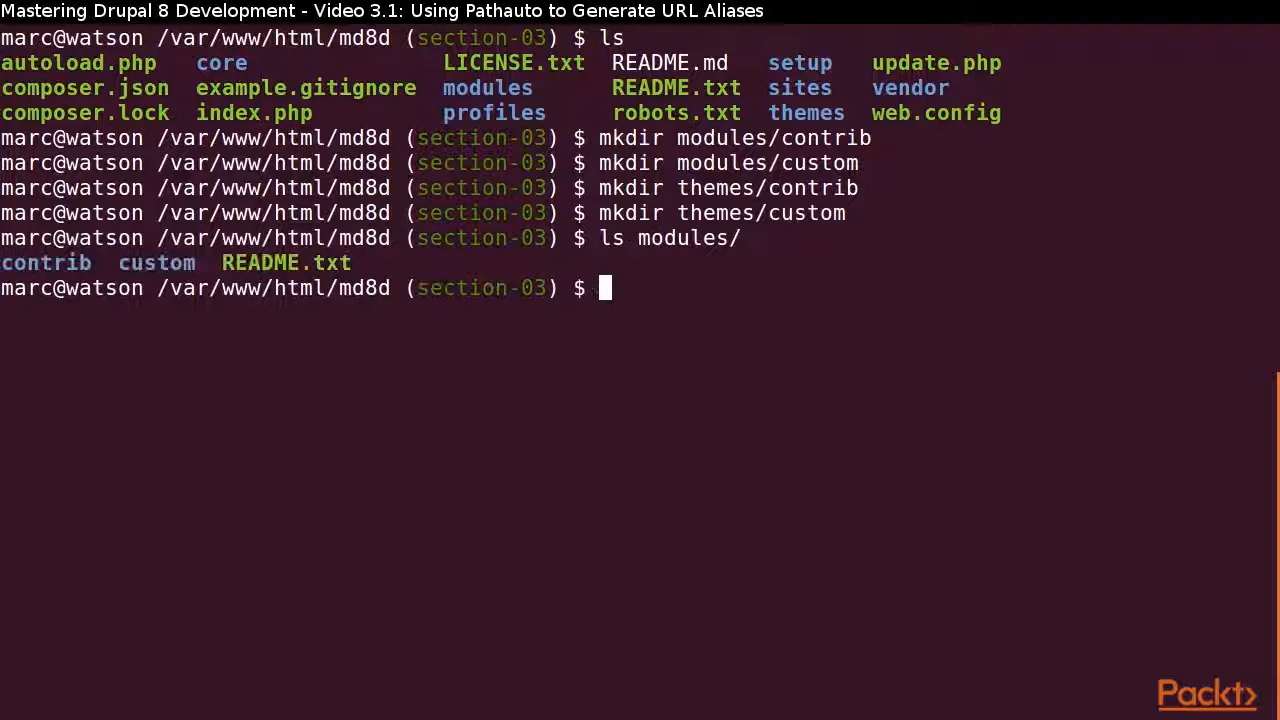 Mastering Drupal 8 Development - Video 3.1: Using Pathauto to Generate URL Aliases
marc@watson /var/www/html/md8d (section-03) $ ls
autoload.php core LICENSE.txt README.md setup update.php
composer.json example.gitignore modules README.txt sites vendor
composer.lock index.php profiles robots.txt themes web.config
marc@watson /var/www/html/md8d (section-03) $ mkdir modules/contrib
marc@watson /var/www/html/md8d (section-03) $ mkdir modules/custom
marc@watson /var/www/html/md8d (section-03) $ mkdir themes/contrib
marc@watson /var/www/html/md8d (section-03) $ mkdir themes/custom
marc@watson /var/www/html/md8d (section-03) $ ls modules/
contrib custom README.txt
marc@watson /var/www/html/md8d (section-03) $
Packt>